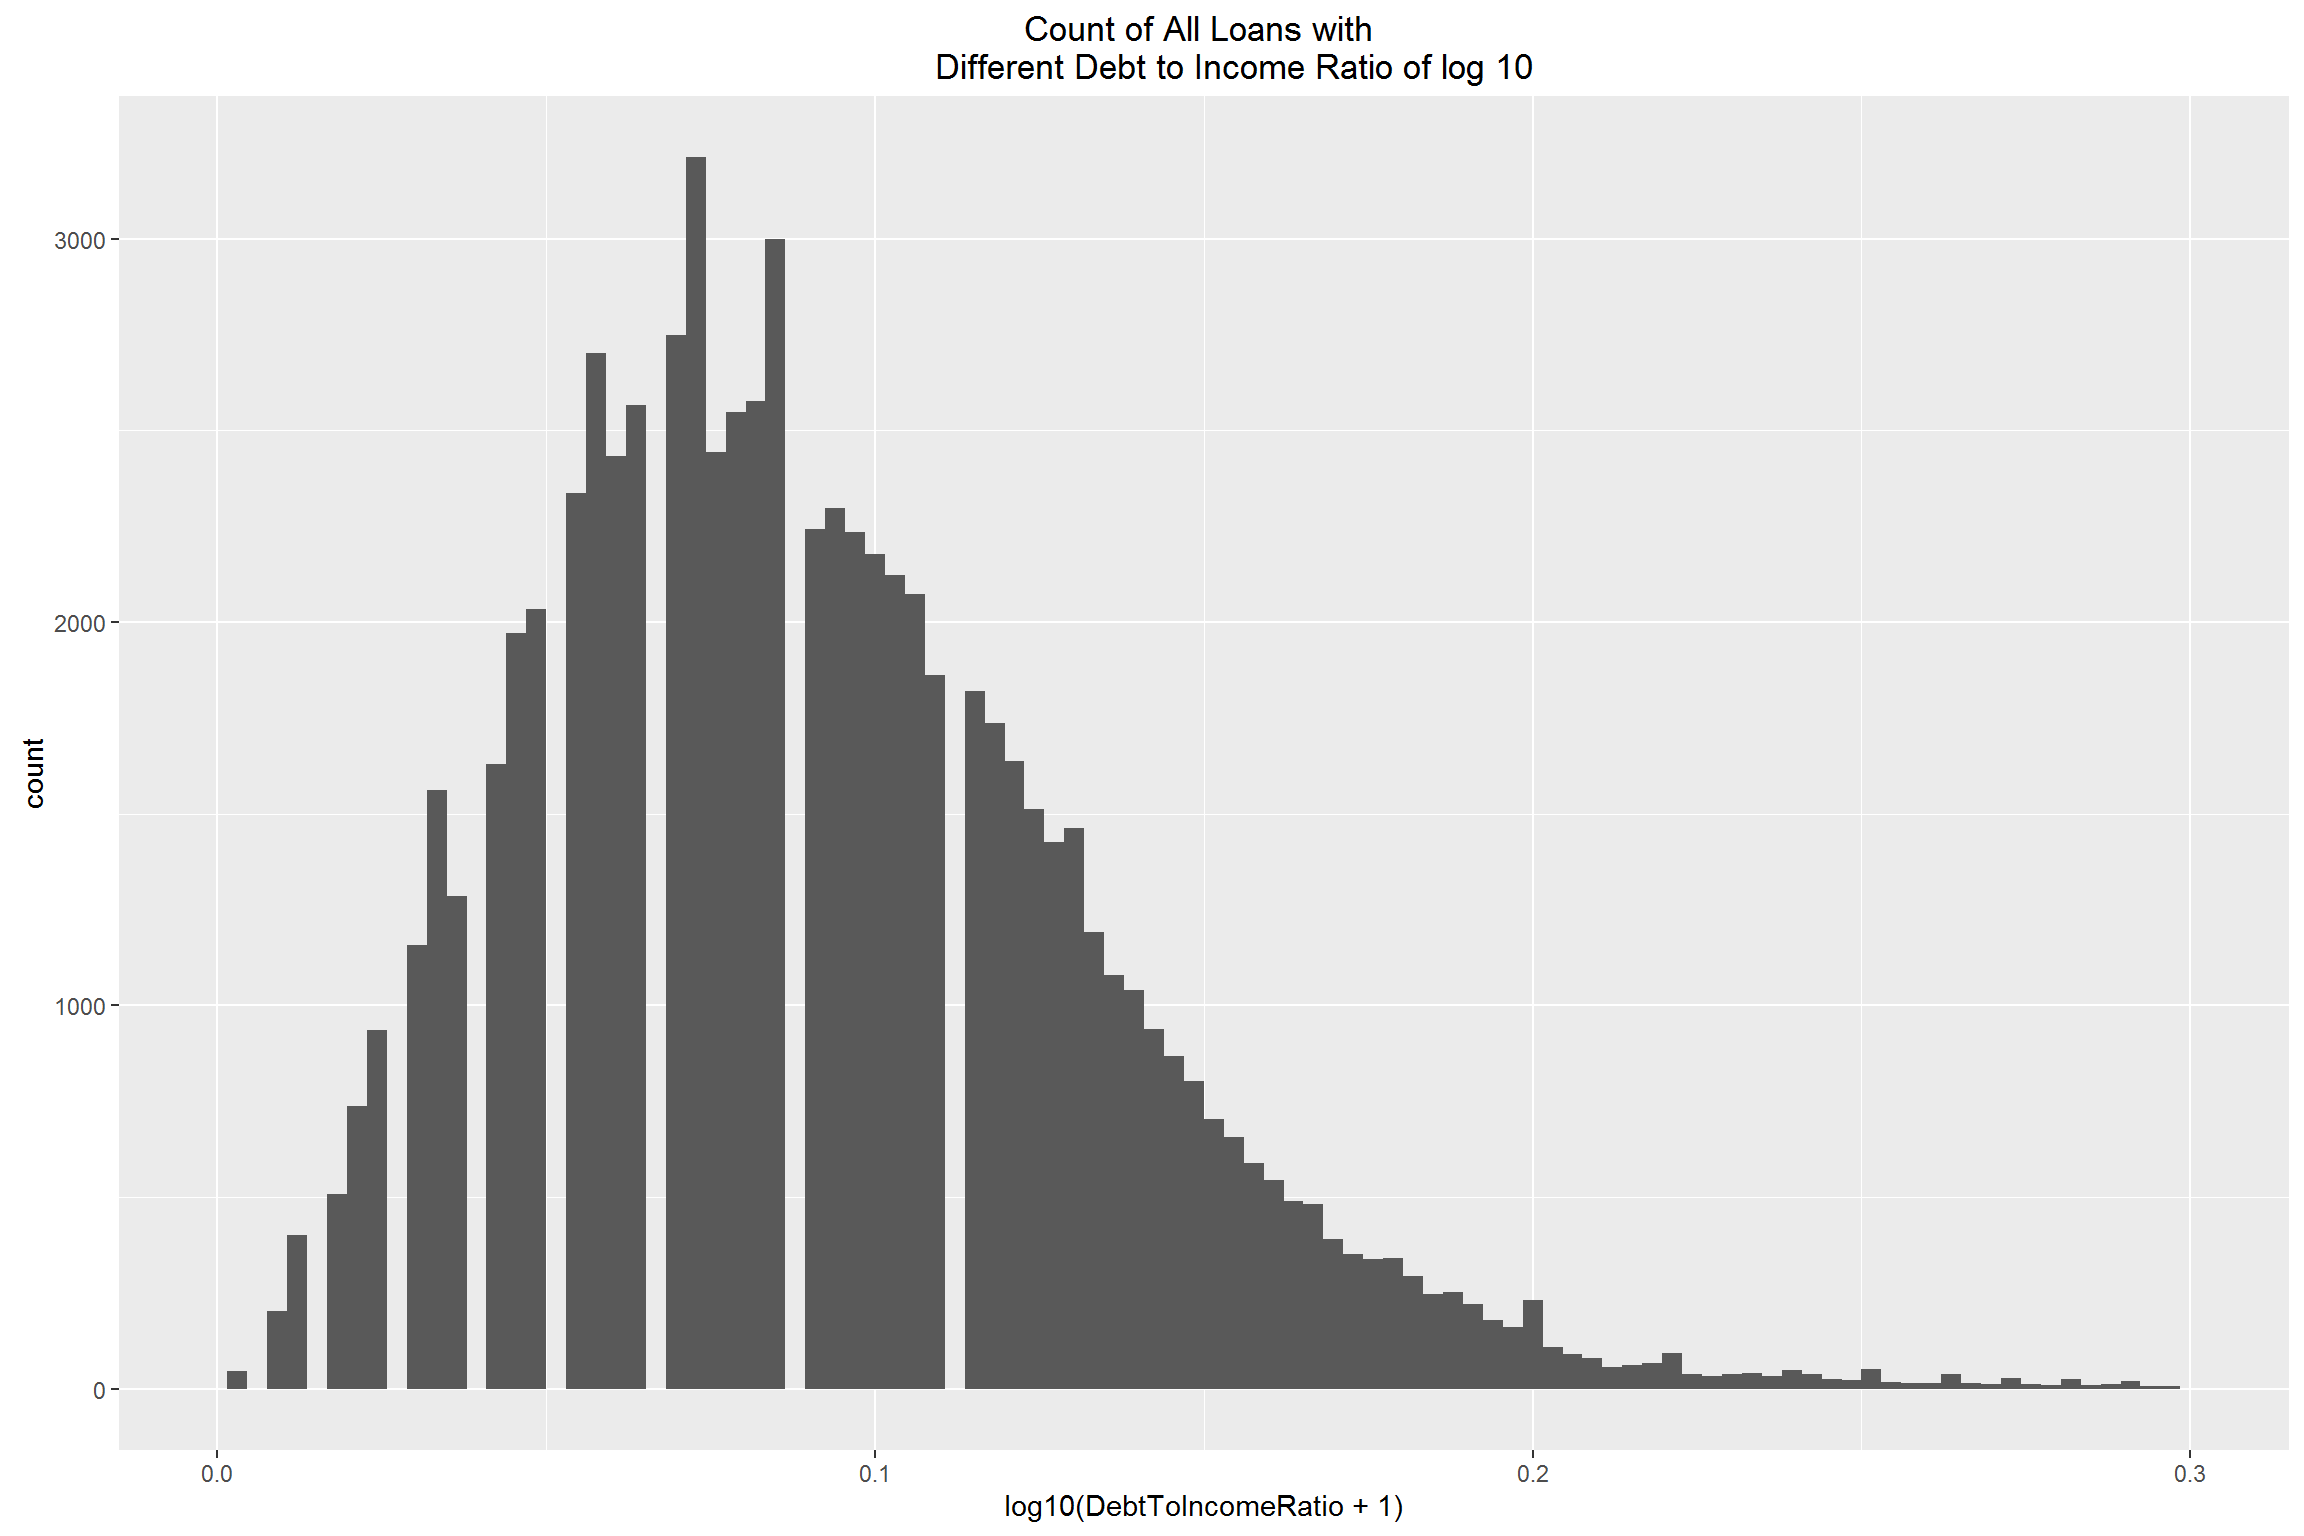 Count of All Loans with
Different Debt to Income Ratio of log 10
count
3000
2000
1000
0
0.0
0.1
0.2
0.3
log10(DebtToIncomeRatio + 1)